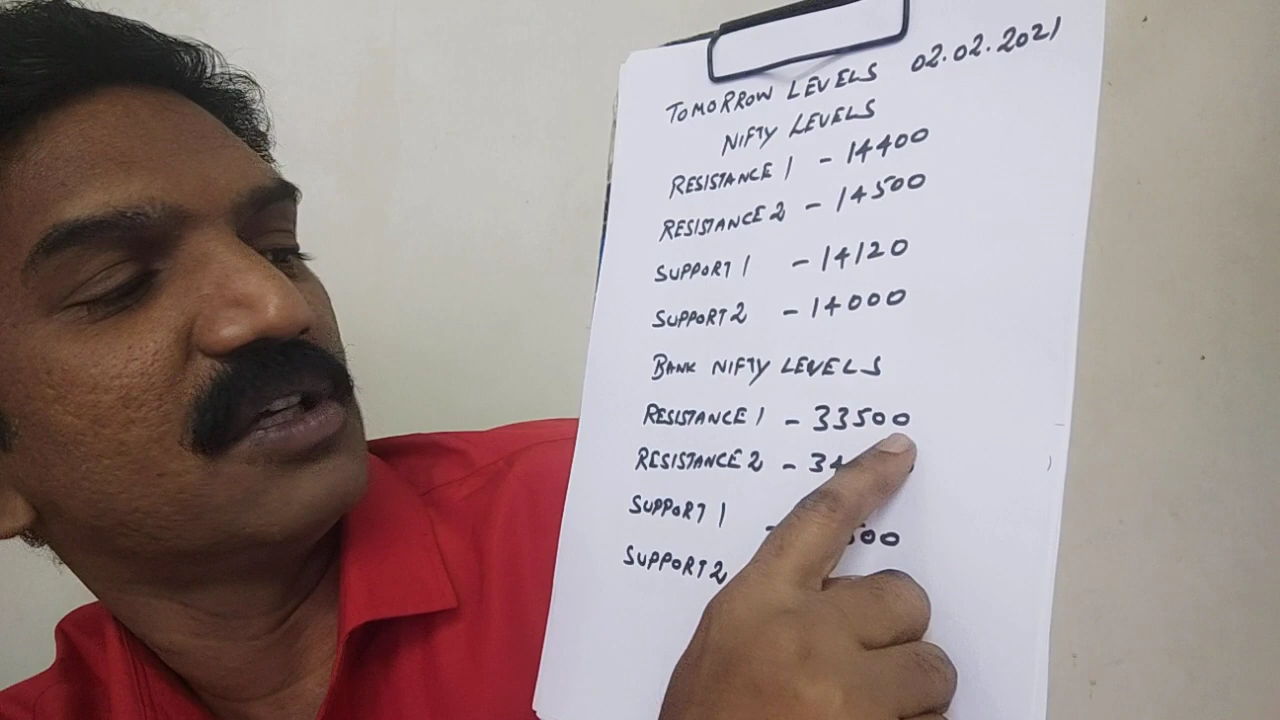 TOMORROW LEVELS 02.02.2021
NIFTY LEVELS
RESISTANCE 1 - 14400
RESISTANCE 2 - 14500
SUPPORT 1 - 14120
SUPPORT 2 - 14000
BANK NIFTY LEVELS
RESISTANCE 1 - 33500
RESISTANCE 2 -
SUPPORT 1 -
SUPPORT 2